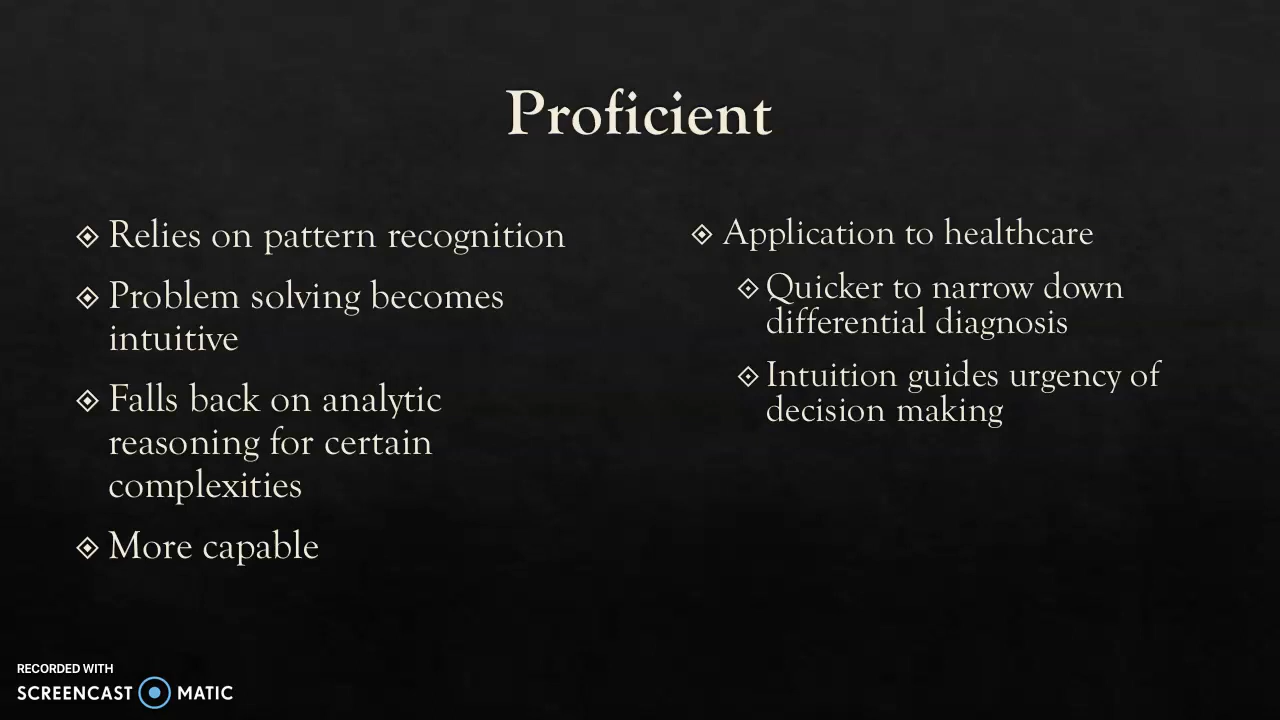 Proficient
Relies on pattern recognition
Problem solving becomes
intuitive
Falls back on analytic
reasoning for certain
complexities
More capable
Application to healthcare
Quicker to narrow down
differential diagnosis
Intuition guides urgency of
decision making
RECORDED WITH
SCREENCAST MATIC